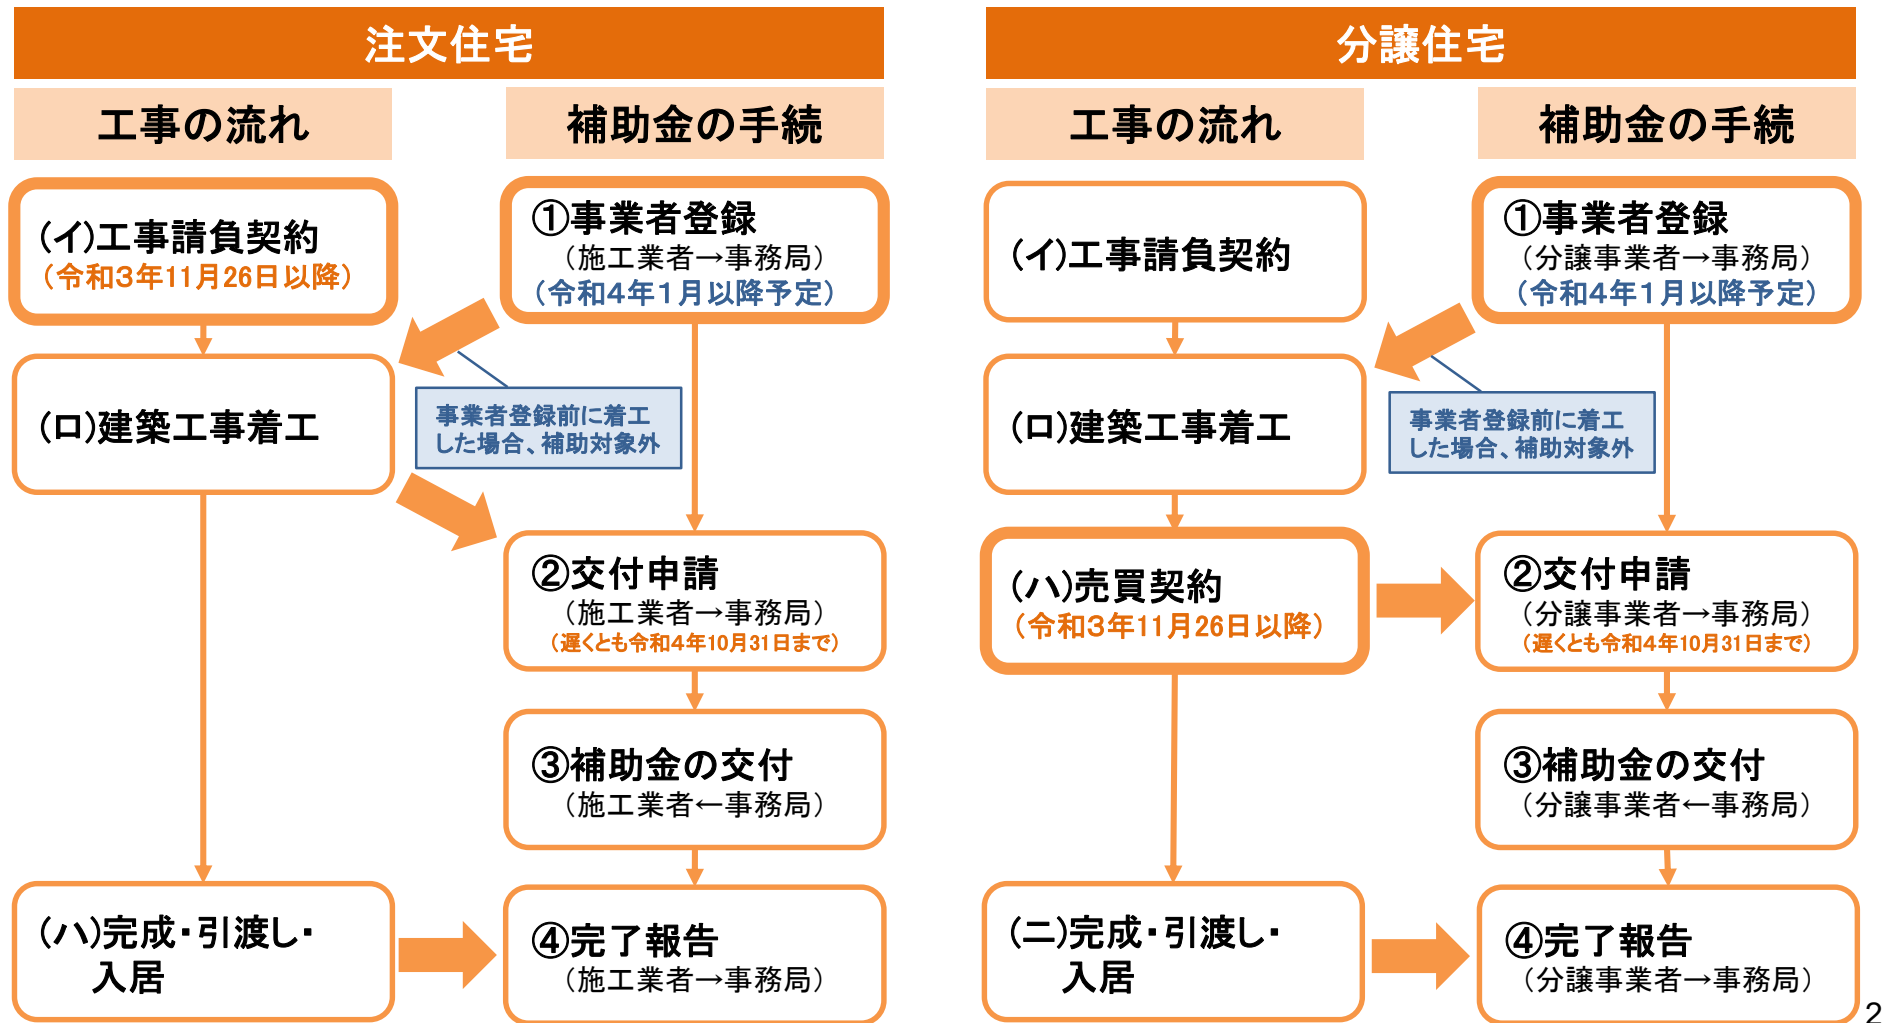 注文住宅
工事の流れ
補助金の手続
(イ)工事請負契約
(令和3年11月26日以降)
①事業者登録
(施工業者→事務局)
(令和4年1月以降予定)
事業者登録前に着工
した場合、補助対象外
(ロ)建築工事着工
②交付申請
(施工業者→事務局)
(遅くとも令和4年10月31日まで)
③補助金の交付
(施工業者←事務局)
(ハ)完成・引渡し・
入居
④完了報告
(施工業者→事務局)
分譲住宅
工事の流れ
補助金の手続
(イ)工事請負契約
①事業者登録
(分譲事業者→事務局)
(令和4年1月以降予定)
事業者登録前に着工
した場合、補助対象外
(ロ)建築工事着工
(ハ)売買契約
(令和3年11月26日以降)
②交付申請
(分譲事業者→事務局)
(遅くとも令和4年10月31日まで)
③補助金の交付
(分譲事業者←事務局)
(ニ)完成・引渡し・
入居
④完了報告
(分譲事業者→事務局)
2